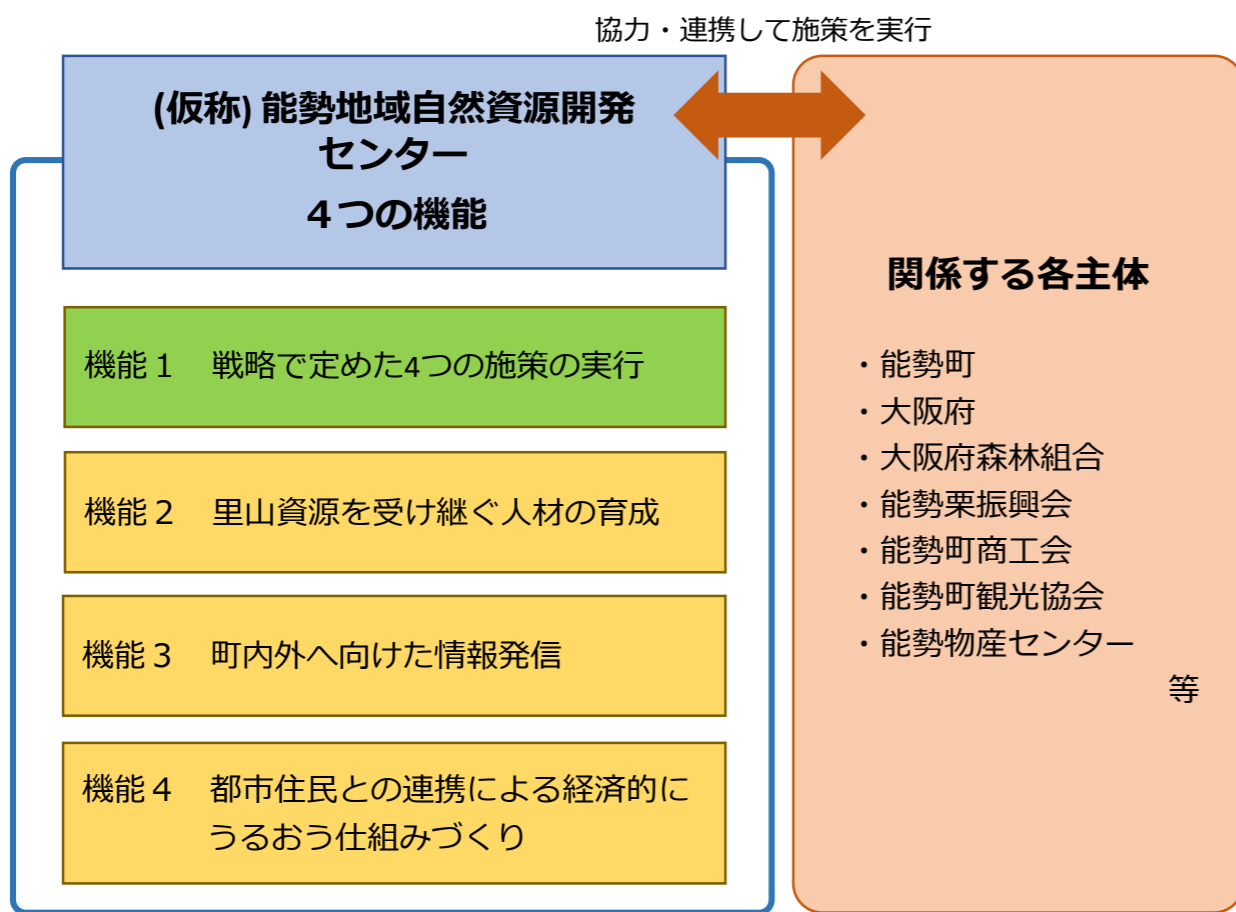 協力・連携して施策を実行
(仮称) 能勢地域自然資源開発
センター
４つの機能
機能１　戦略で定めた4つの施策の実行
機能２　里山資源を受け継ぐ人材の育成
機能３　町内外へ向けた情報発信
機能４　都市住民との連携による経済的に
うるおう仕組みづくり
関係する各主体
・能勢町
・大阪府
・大阪府森林組合
・能勢栗振興会
・能勢町商工会
・能勢町観光協会
・能勢物産センター
等